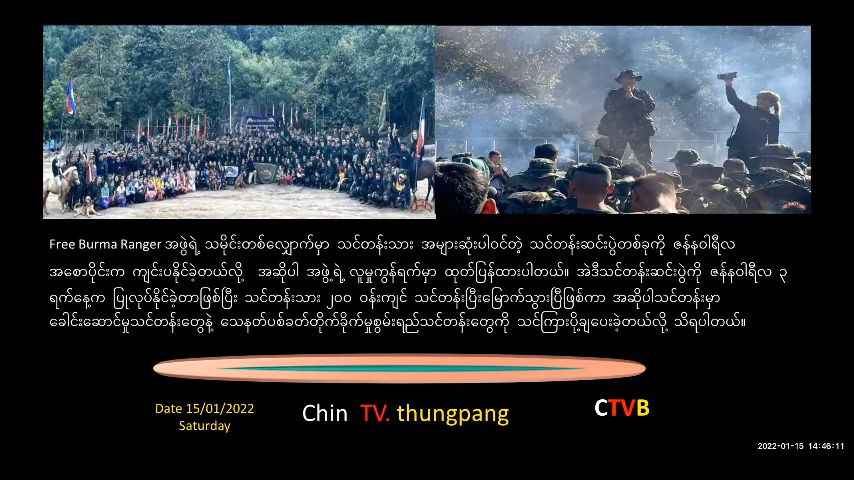 Free Burma Ranger အဖွဲ့ရဲ့ သမိုင်းတစ်လျှောက်မှာ သင်တန်းသား အများဆုံးပါဝင်တဲ့ သင်တန်းဆင်းပွဲတစ်ခုကို ဇန်နဝါရီလ
အစောပိုင်းက ကျင်းပနိုင်ခဲ့တယ်လို့ အဆိုပါ အဖွဲ့ရဲ့ လူမှုကွန်ရက်မှာ ထုတ်ပြန်ထားပါတယ်။ အဲဒီသင်တန်းဆင်းပွဲကို ဇန်နဝါရီလ ၃
ရက်နေ့က ပြုလုပ်နိုင်ခဲ့တာဖြစ်ပြီး သင်တန်းသား ၂၀၀ ဝန်းကျင် သင်တန်းပြီးမြောက်သွားပြီဖြစ်ကာ အဆိုပါသင်တန်းမှာ
ခေါင်းဆောင်မှုသင်တန်းတွေနဲ့ သေနတ်ပစ်ခတ်တိုက်ခိုက်မှုစွမ်းရည်သင်တန်းတွေကို သင်ကြားပို့ချပေးခဲ့တယ်လို့ သိရပါတယ်။
Date 15/01/2022
Saturday
Chin TV. thungpang
CTVB
2022-01-15 14:46:11